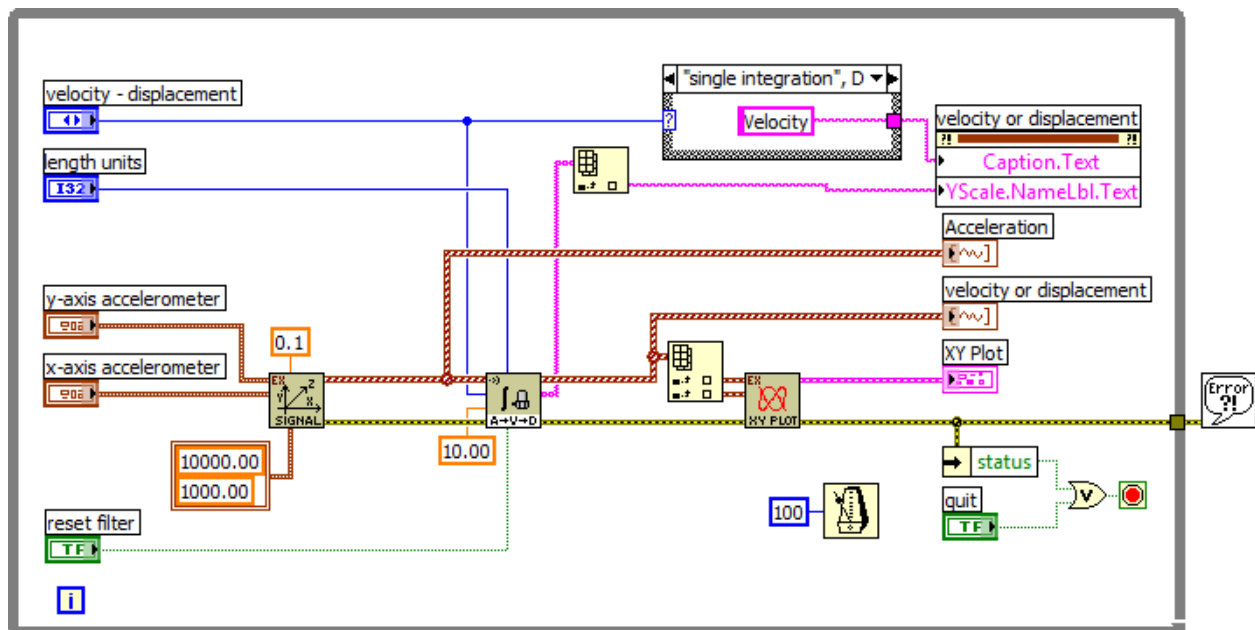 "single integration", D
velocity - displacement
?
Velocity
velocity or displacement
?! ?!
Caption.Text
YScale.NameLbl.Text
length units
I32
Acceleration
y-axis accelerometer
velocity or displacement
0.1
x-axis accelerometer
XY Plot
EX
Y Z X
SIGNAL
A→V→D
EX
XY PLOT
Error
?!
10.00
10000.00
1000.00
status
V
100
quit
TF
reset filter
TF
i